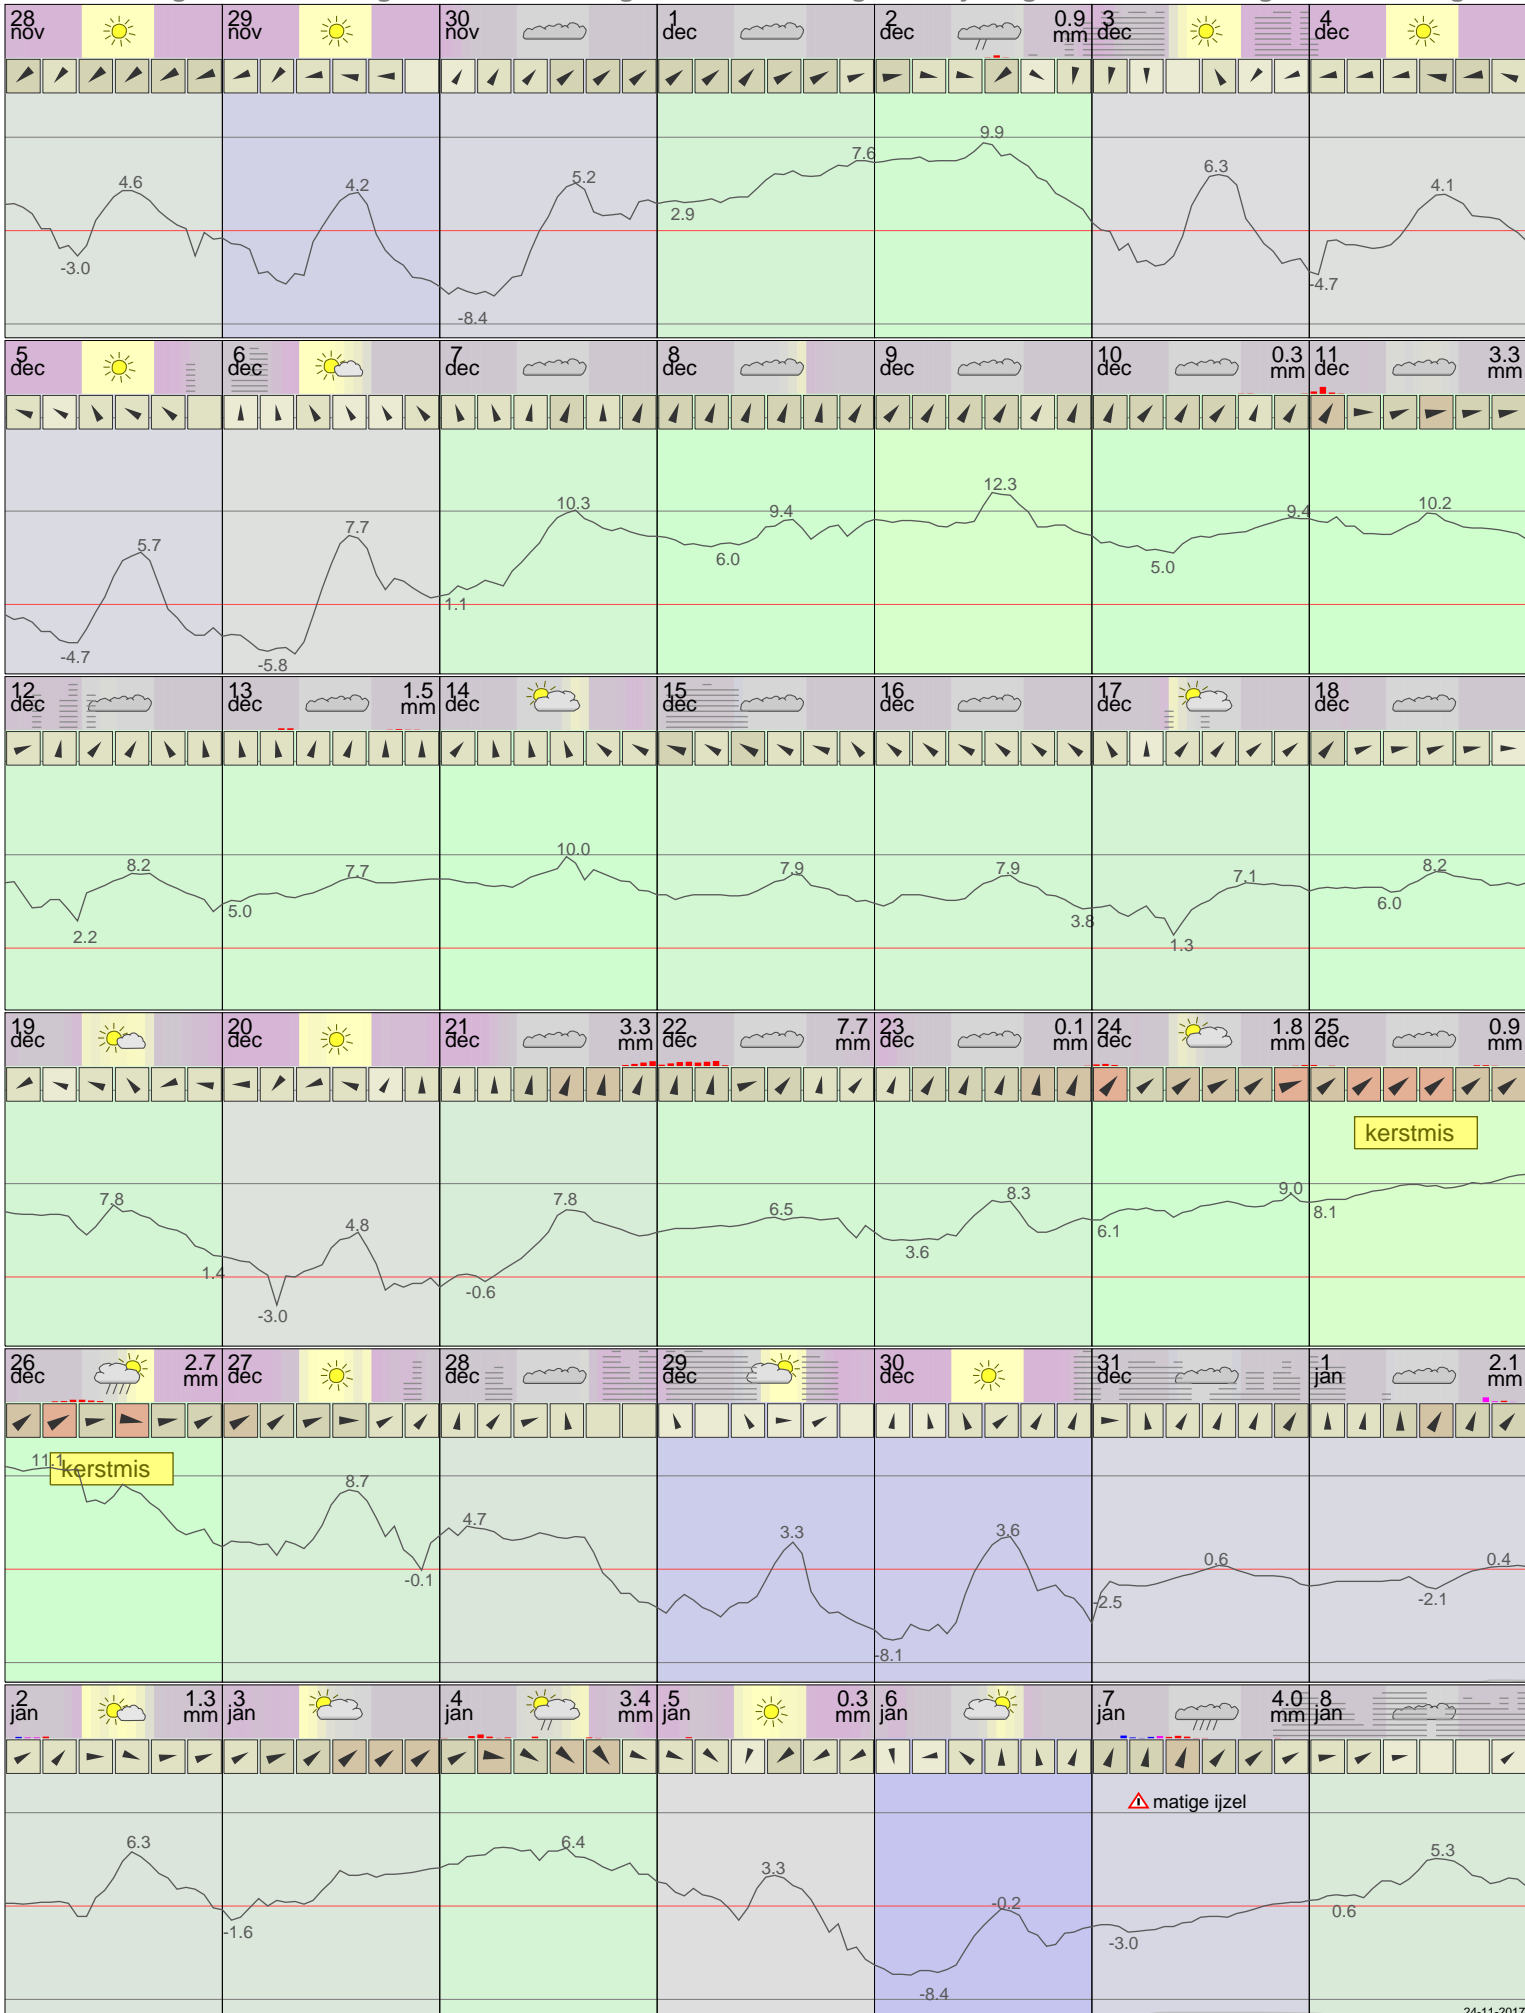 28 nov
29 nov
30 nov
1 dec
2 dec 0.9 mm
3 dec
4 dec
4.6
-3.0
4.2
-8.4
5.2
2.9
7.6
9.9
6.3
-4.7
4.1
5 dec
6 dec
7 dec
8 dec
9 dec
10 dec 0.3 mm
11 dec 3.3 mm
-4.7
5.7
-5.8
7.7
1.1
10.3
6.0
9.4
12.3
5.0
9.4
10.2
12 dec
13 dec 1.5 mm
14 dec
15 dec
16 dec
17 dec
18 dec
2.2
8.2
5.0
7.7
10.0
7.9
7.9
3.8
1.3
7.1
6.0
8.2
19 dec
20 dec
21 dec 3.3 mm
22 dec 7.7 mm
23 dec 0.1 mm
24 dec 1.8 mm
25 dec 0.9 mm
kerstmis
7.8
1.4
-3.0
4.8
-0.6
7.8
6.5
3.6
8.3
6.1
9.0
8.1
26 dec 2.7 mm
27 dec
28 dec
29 dec
30 dec
31 dec
1 jan 2.1 mm
11.1
kerstmis
8.7
-0.1
4.7
3.3
-8.1
3.6
-2.5
0.6
-2.1
0.4
2 jan 1.3 mm
3 jan
4 jan 3.4 mm
5 jan 0.3 mm
6 jan
7 jan 4.0 mm
8 jan
matige ijzel
6.3
-1.6
6.4
3.3
-8.4
-0.2
-3.0
0.6
5.3
24-11-2017